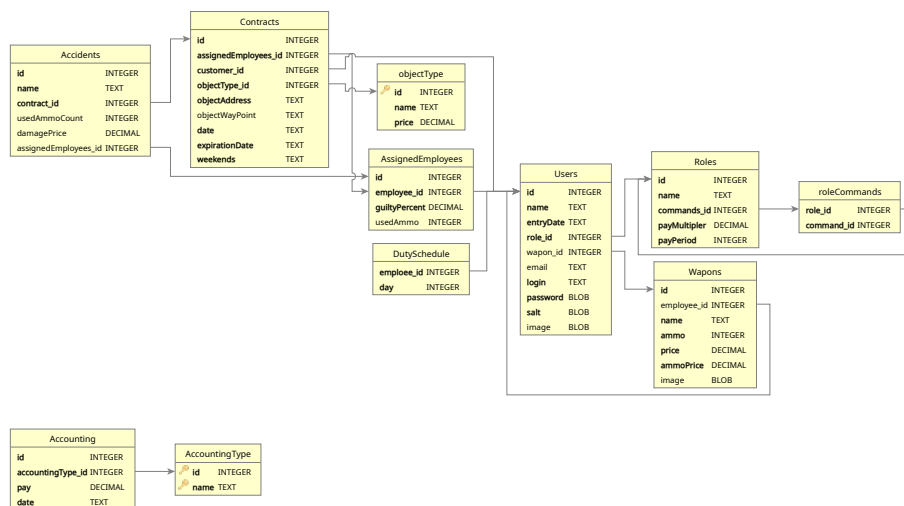 Contracts
id INTEGER
assignedEmployees_id INTEGER
customer_id INTEGER
objectType_id INTEGER
objectAddress TEXT
objectWayPoint TEXT
date TEXT
expirationDate TEXT
weekends TEXT
Accidents
id INTEGER
name TEXT
contract_id INTEGER
usedAmmoCount INTEGER
damagePrice DECIMAL
assignedEmployees_id INTEGER
objectType
id INTEGER
name TEXT
price DECIMAL
AssignedEmployees
id INTEGER
employee_id INTEGER
guiltyPercent DECIMAL
usedAmmo INTEGER
DutySchedule
emploee_id INTEGER
day INTEGER
Users
id INTEGER
name TEXT
entryDate TEXT
role_id INTEGER
wapon_id INTEGER
email TEXT
login TEXT
password BLOB
salt BLOB
image BLOB
Roles
id INTEGER
name TEXT
commands_id INTEGER
payMultipler DECIMAL
payPeriod INTEGER
roleCommands
role_id INTEGER
command_id INTEGER
Wapons
id INTEGER
employee_id INTEGER
name TEXT
ammo INTEGER
price DECIMAL
ammoPrice DECIMAL
image BLOB
Accounting
id INTEGER
accountingType_id INTEGER
pay DECIMAL
date TEXT
AccountingType
id INTEGER
name TEXT